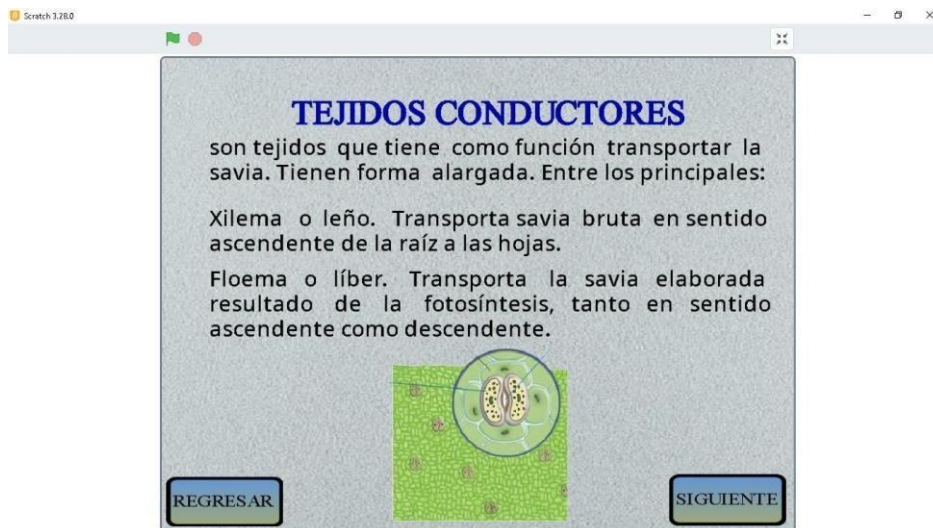 Scratch 3.28.0
TEJIDOS CONDUCTORES
son tejidos que tiene como función transportar la
savia. Tienen forma alargada. Entre los principales:
Xilema o leño. Transporta savia bruta en sentido
ascendente de la raíz a las hojas.
Floema o líber. Transporta la savia elaborada
resultado de la fotosíntesis, tanto en sentido
ascendente como descendente.
REGRESAR
SIGUIENTE